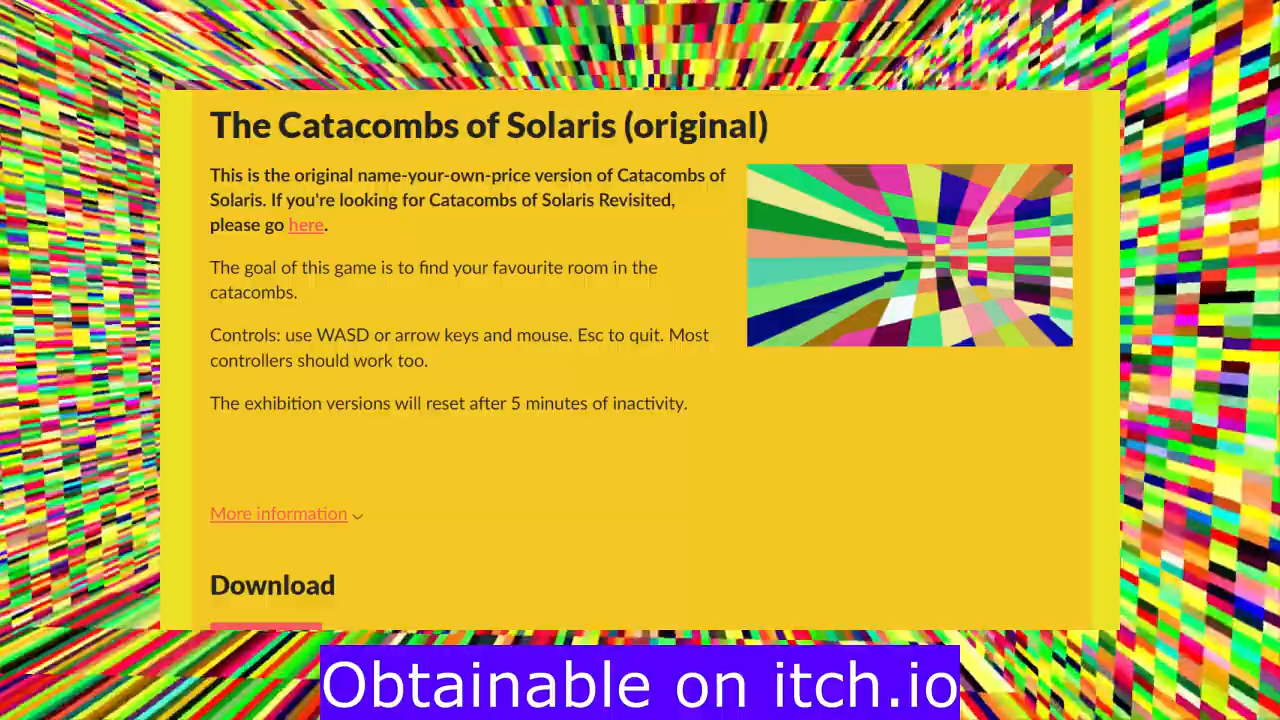 The Catacombs of Solaris (original)
This is the original name-your-own-price version of Catacombs of
Solaris. If you're looking for Catacombs of Solaris Revisited,
please go here.
The goal of this game is to find your favourite room in the
catacombs.
Controls: use WASD or arrow keys and mouse. Esc to quit. Most
controllers should work too.
The exhibition versions will reset after 5 minutes of inactivity.
More information
Download
Obtainable on itch.io